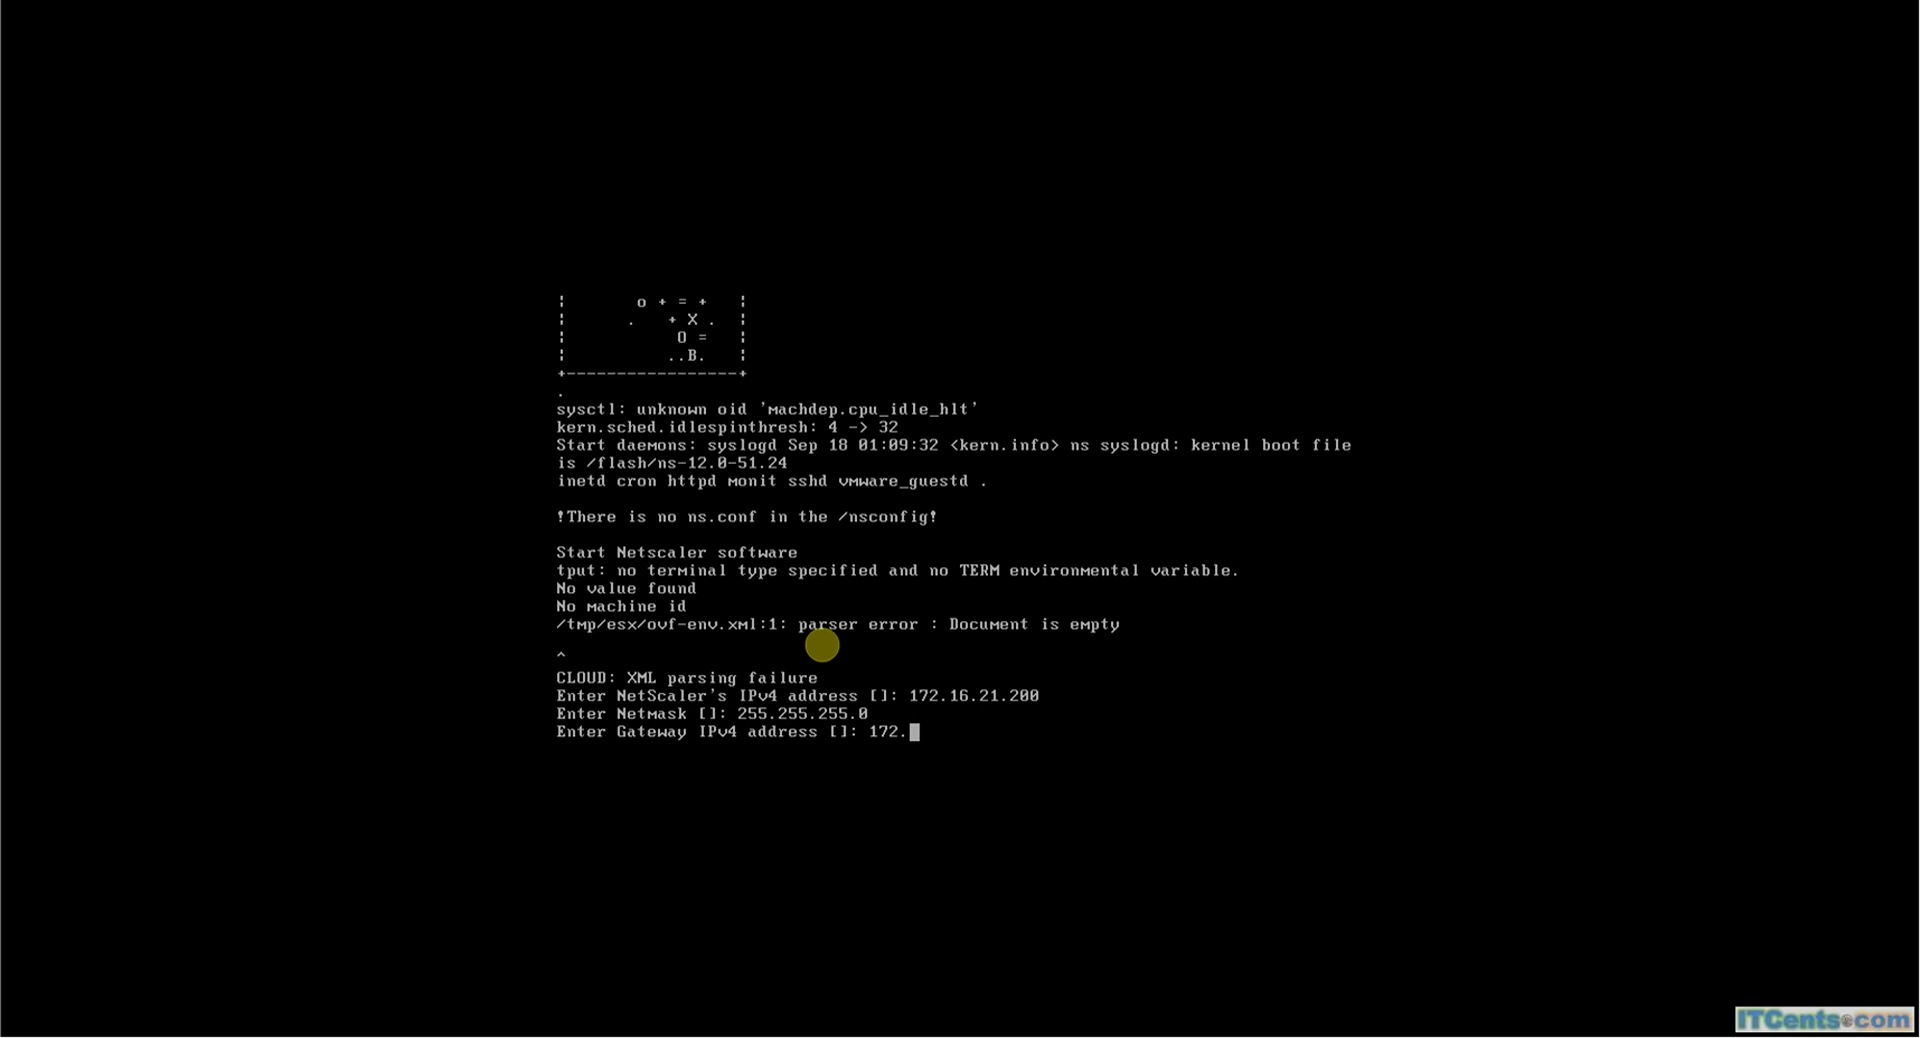 ¦       o + = +   ¦
¦      .   + X .  ¦
¦           O =   ¦
¦          ..B.   ¦
+-----------------+
.
sysctl: unknown oid 'machdep.cpu_idle_hlt'
kern.sched.idlespinthresh: 4 -> 32
Start daemons: syslogd Sep 18 01:09:32 <kern.info> ns syslogd: kernel boot file
is /flash/ns-12.0-51.24
inetd cron httpd monit sshd vmware_guestd .
!There is no ns.conf in the /nsconfig!
Start Netscaler software
tput: no terminal type specified and no TERM environmental variable.
No value found
No machine id
/tmp/esx/ovf-env.xml:1: parser error : Document is empty
^
CLOUD: XML parsing failure
Enter NetScaler's IPv4 address []: 172.16.21.200
Enter Netmask []: 255.255.255.0
Enter Gateway IPv4 address []: 172.
ITCents.com